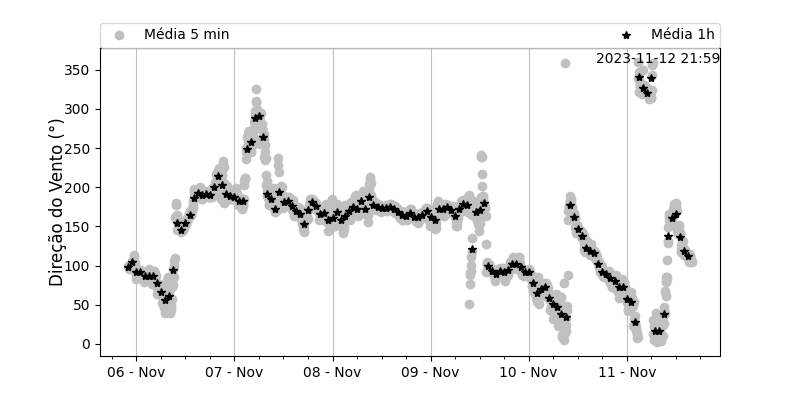 Média 5 min
Média 1h
2023-11-12 21:59
Direção do Vento (°)
350
300
250
200
150
100
50
0
06 - Nov
07 - Nov
08 - Nov
09 - Nov
10 - Nov
11 - Nov